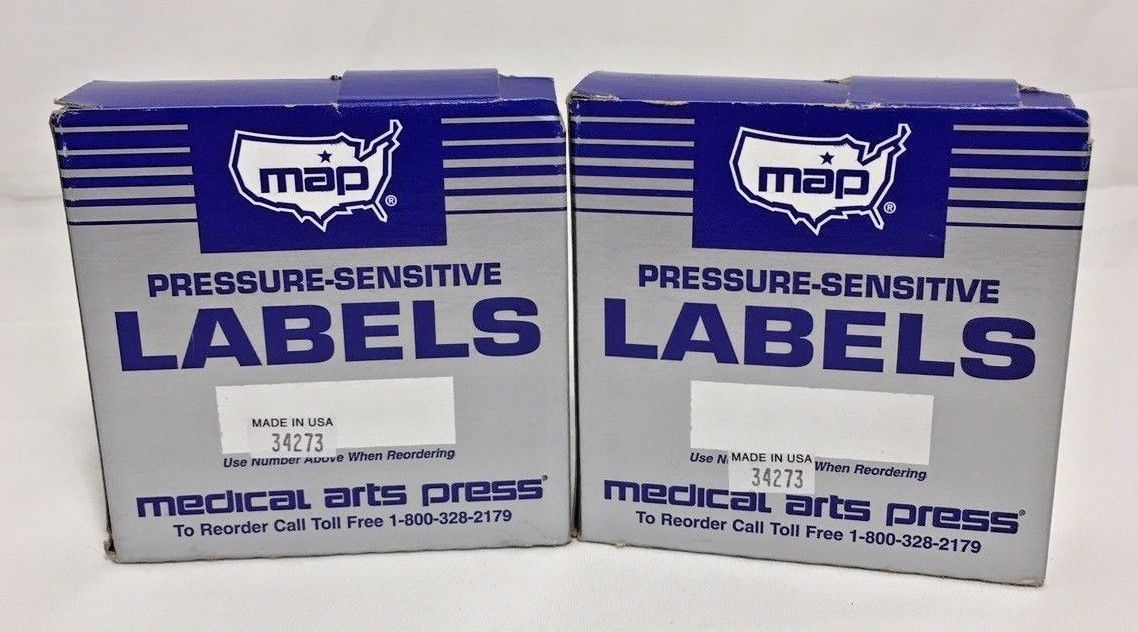 map®
PRESSURE-SENSITIVE
LABELS
MADE IN USA
34273
Use Number Above When Reordering
medical arts press®
To Reorder Call Toll Free 1-800-328-2179
map®
PRESSURE-SENSITIVE
LABELS
MADE IN USA
34273
Use When Reordering
medical arts press®
To Reorder Call Toll Free 1-800-328-2179